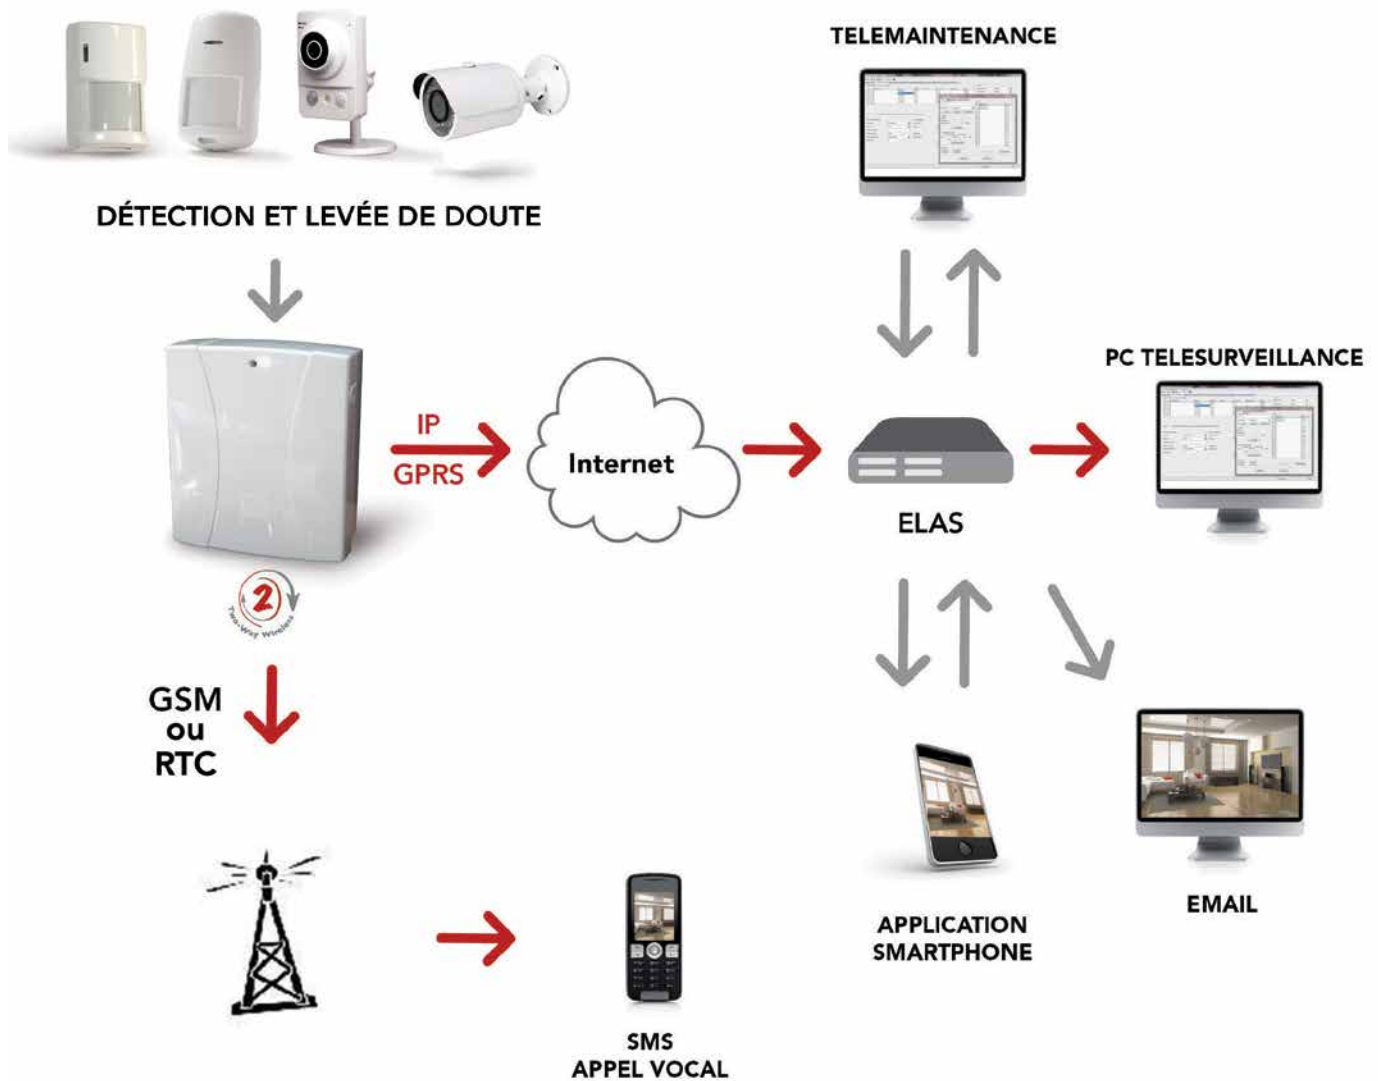 TELEMAINTENANCE
DÉTECTION ET LEVÉE DE DOUTE
PC TELESURVEILLANCE
IP
GPRS
Internet
ELAS
2
Two-Way Wireless
GSM
ou
RTC
APPLICATION
SMARTPHONE
EMAIL
SMS
APPEL VOCAL